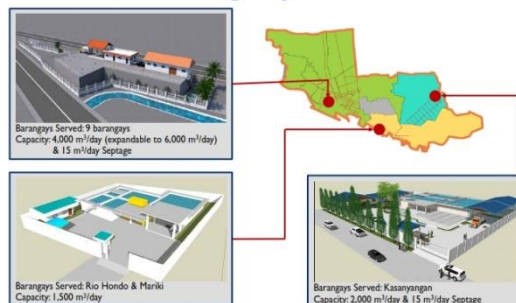 Barangays Served: 9 barangays
Capacity: 4,000 m³/day (expandable to 6,000 m³/day)
& 15 m³/day Septage
Barangays Served: Rio Hondo & Mariki
Capacity: 1,500 m³/day
Barangays Served: Kasanyangan
Capacity: 2,000 m³/day & 15 m³/day Septage